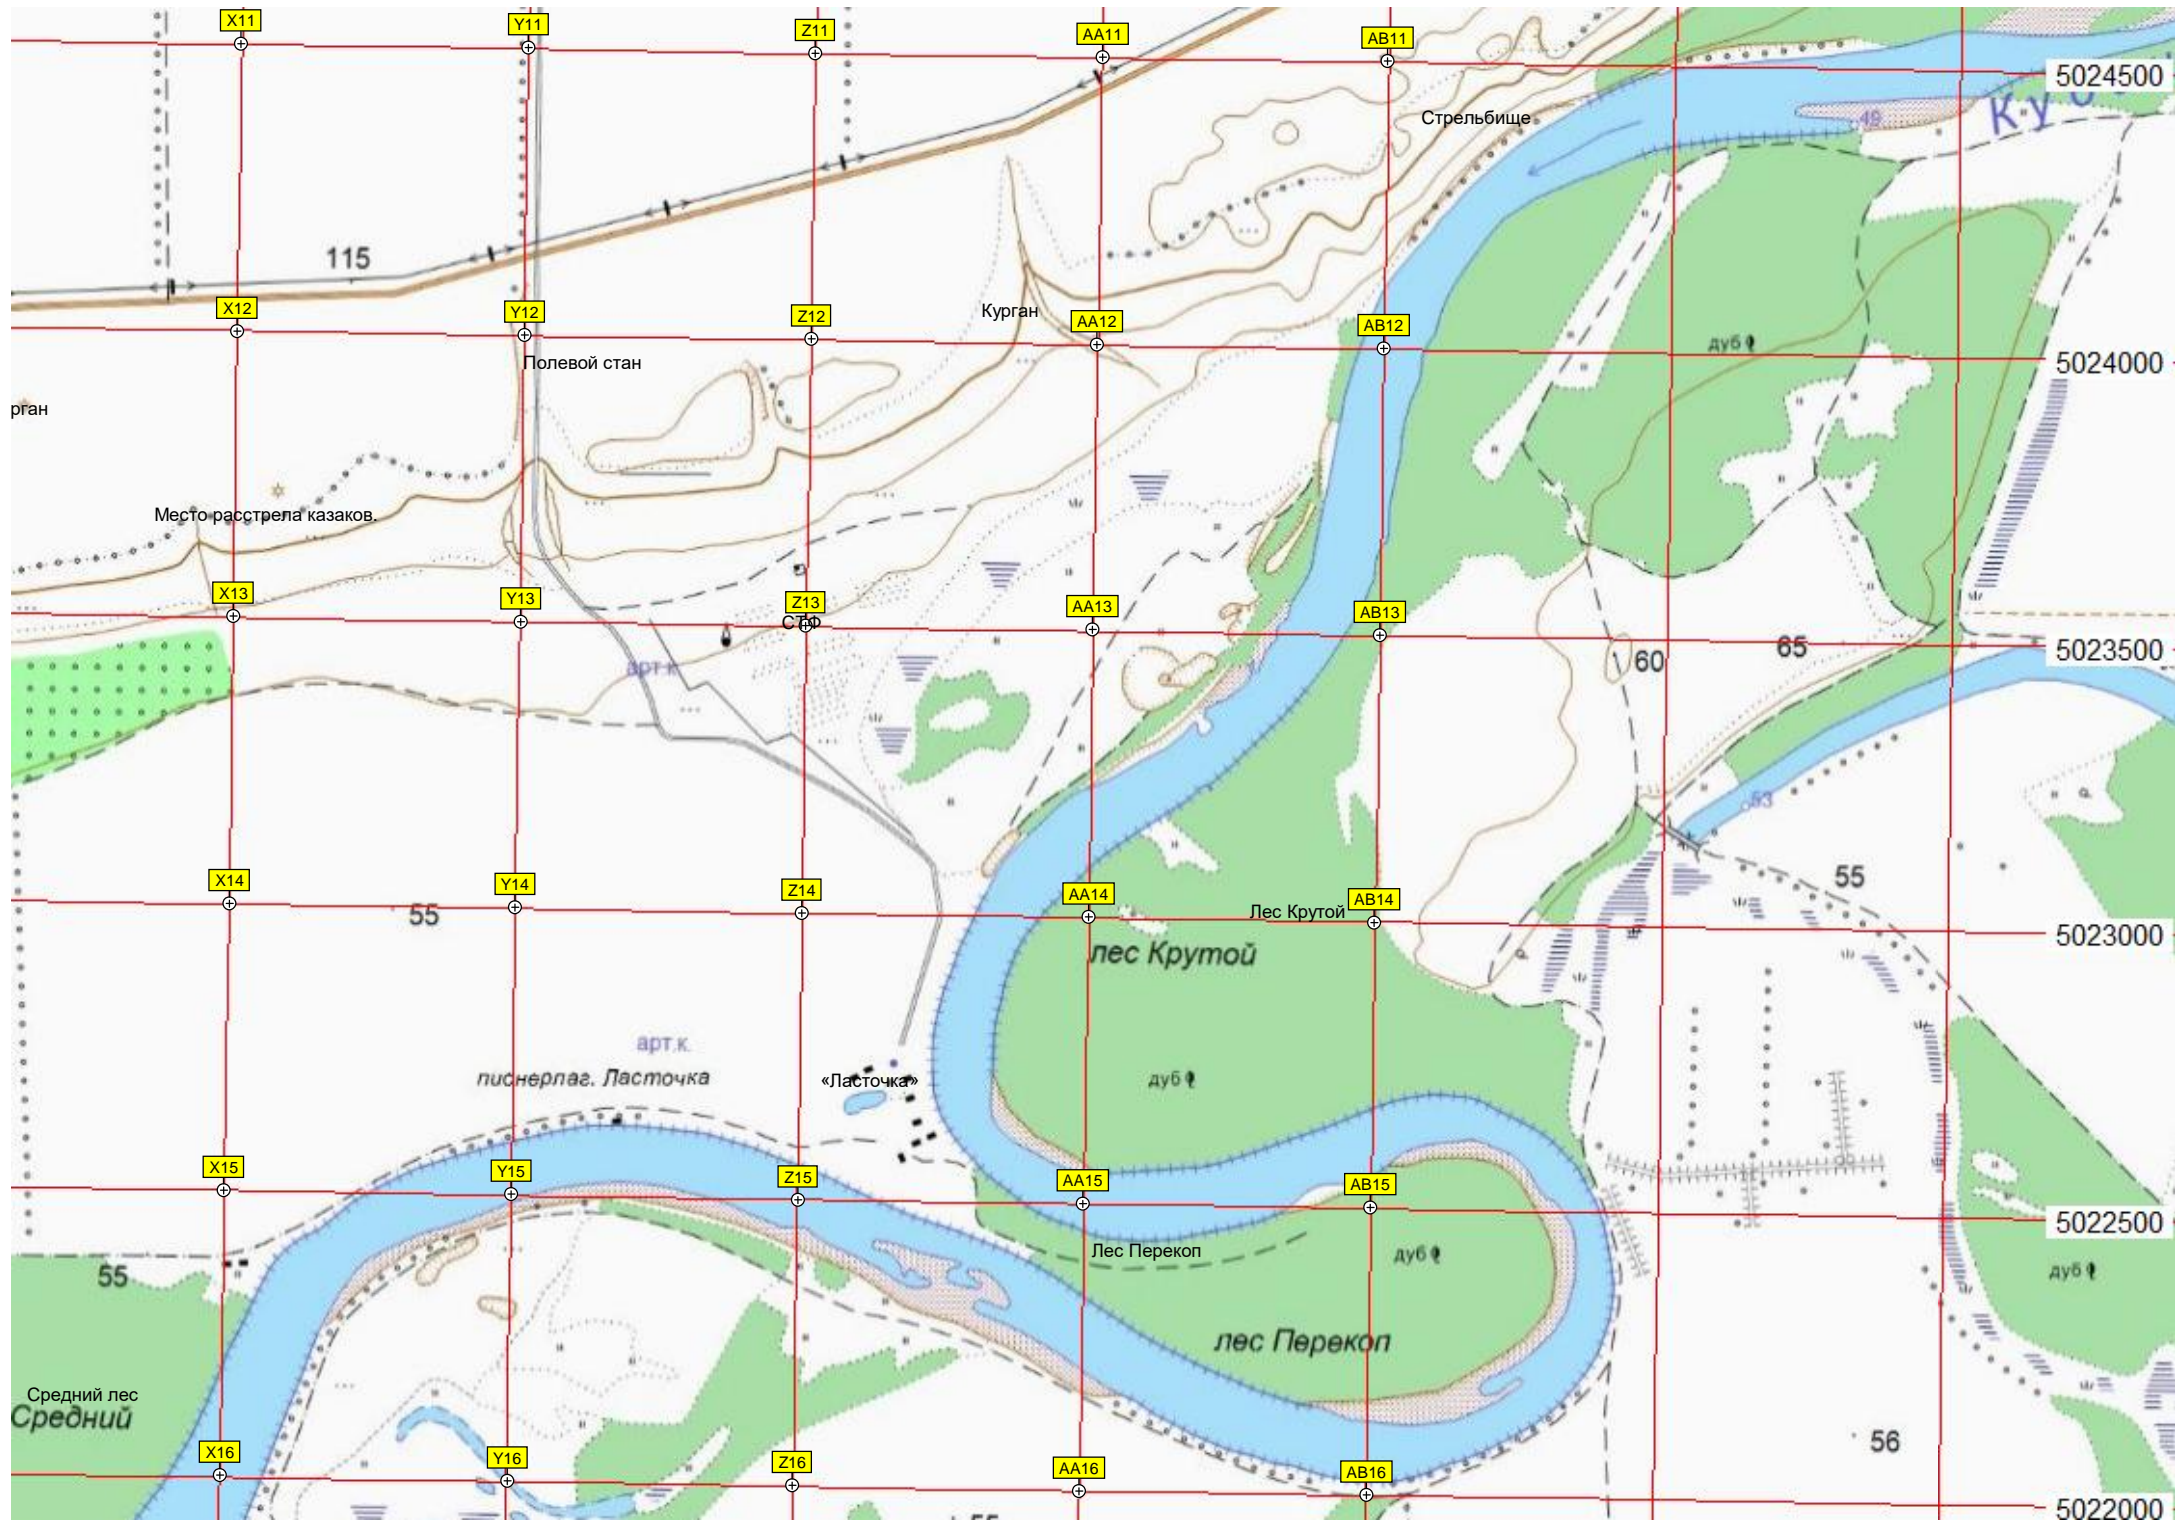 X11
Y11
Z11
AA11
AB11
5024500
49
Стрельбище
115
X12
Y12
Z12
Курган
AA12
AB12
дуб
5024000
Полевой стан
рган
Место расстрела казаков.
X13
Y13
Z13
AA13
AB13
СТФ
5023500
65
60
арт.к.
53
55
X14
Y14
Z14
AA14
AB14
Лес Крутой
55
5023000
лес Крутой
арт.к.
пионерлаг. Ласточка
«Ласточка»
дуб
X15
Y15
Z15
AA15
AB15
5022500
Лес Перекоп
дуб
дуб
55
лес Перекоп
Средний лес
Средний
56
X16
Y16
Z16
AA16
AB16
5022000